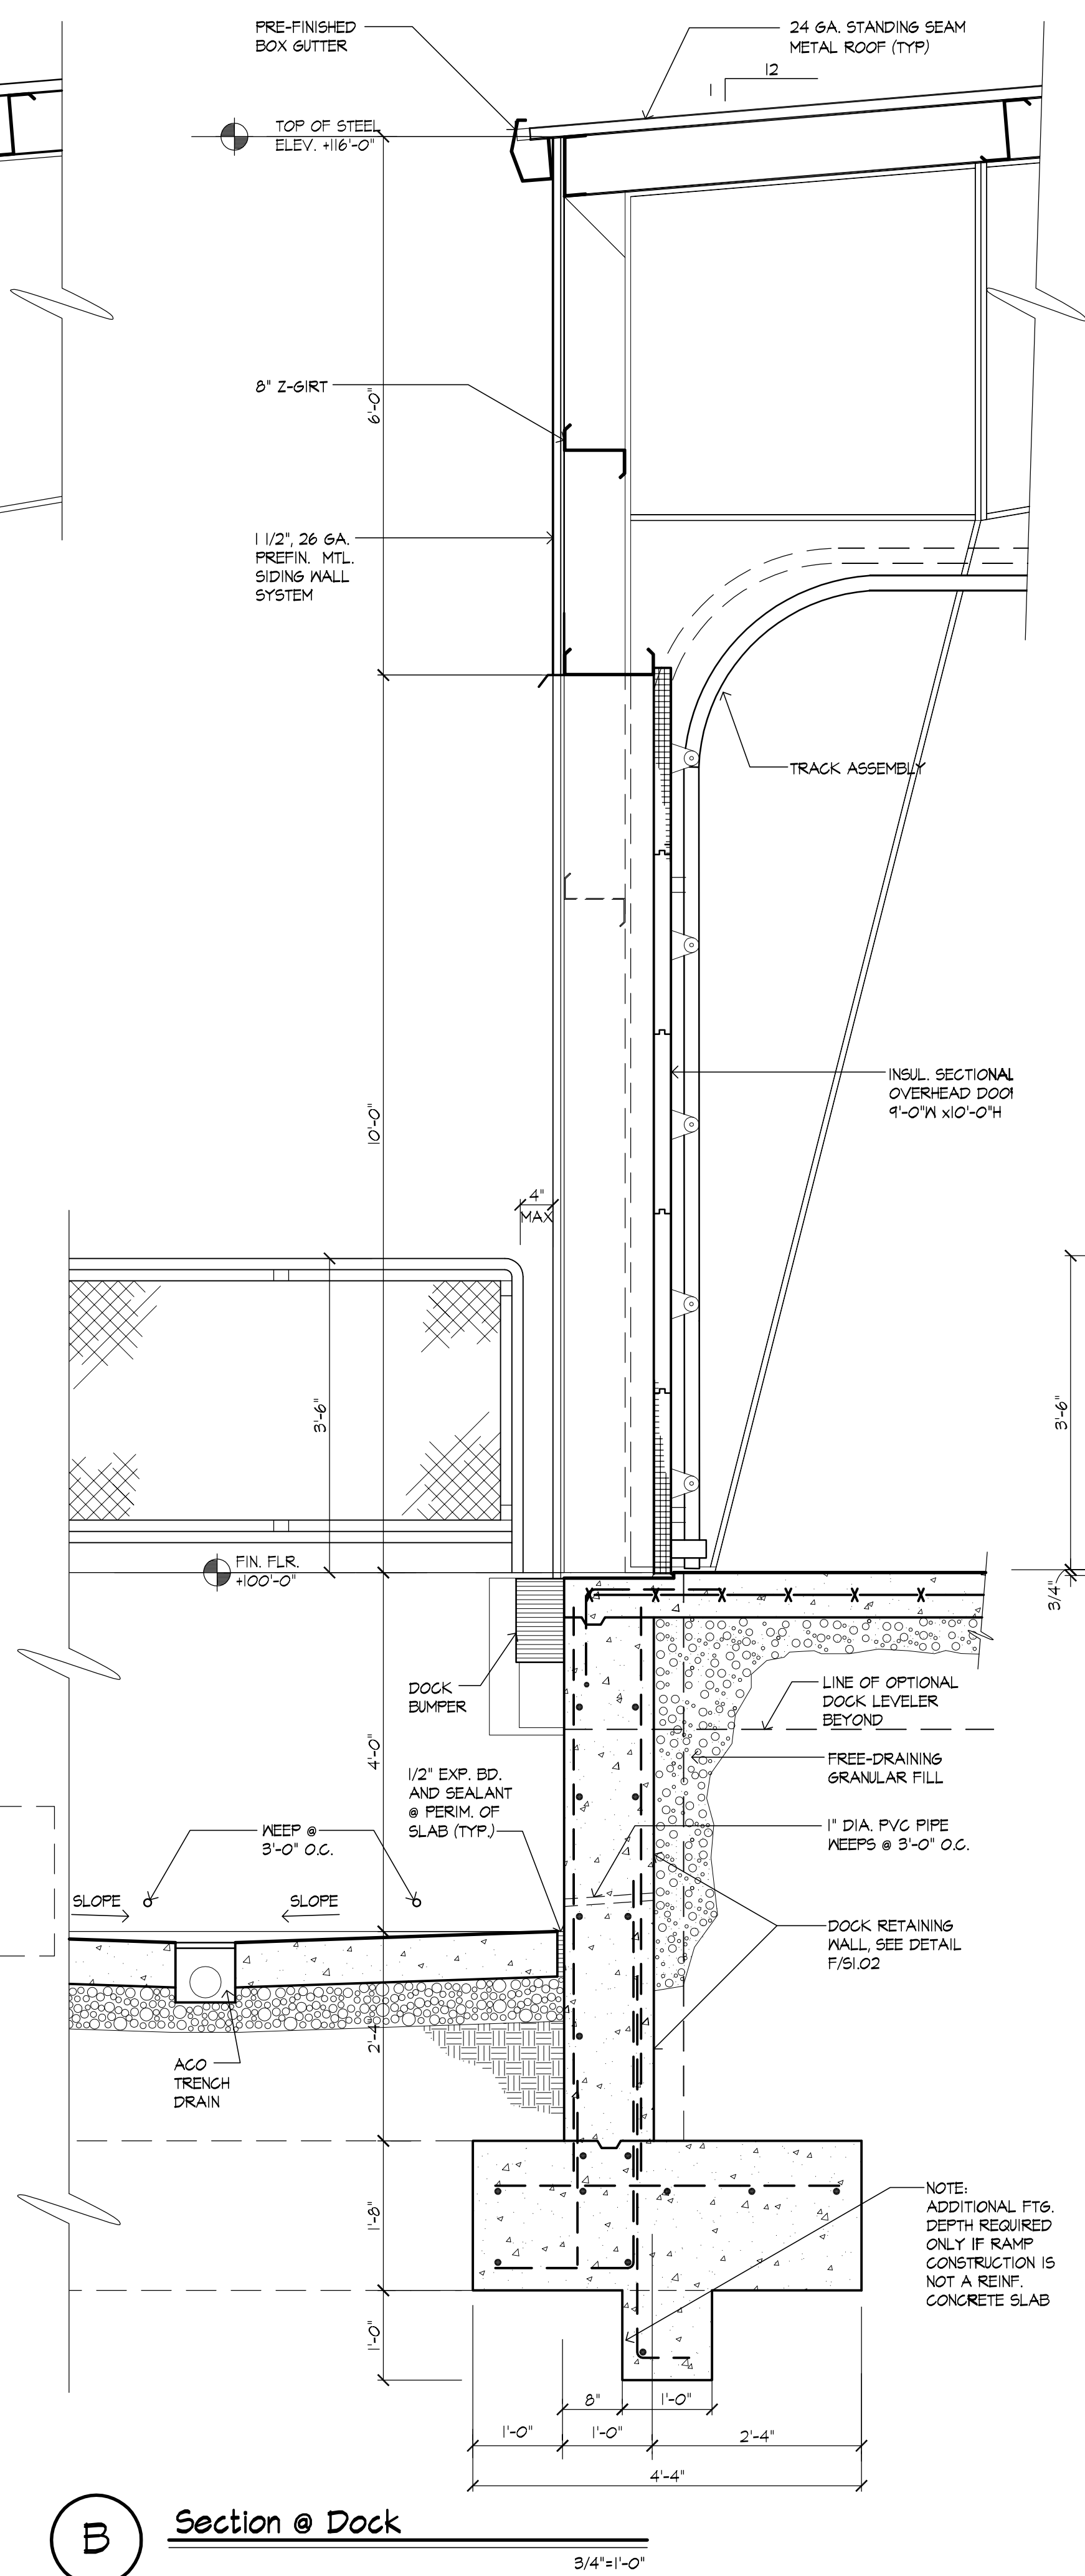 PRE-FINISHED
BOX GUTTER
24 GA. STANDING SEAM
METAL ROOF (TYP)
12
1
TOP OF STEEL
ELEV. +116'-0"
8" Z-GIRT
6'-0"
1 1/2", 26 GA.
PREFIN. MTL.
SIDING WALL
SYSTEM
TRACK ASSEMBLY
INSUL. SECTIONAL
OVERHEAD DOOR
9'-0"W x10'-0"H
10'-0"
4"
MAX
3'-6"
3'-6"
FIN. FLR.
+100'-0"
3/4"
DOCK
BUMPER
LINE OF OPTIONAL
DOCK LEVELER
BEYOND
4'-0"
FREE-DRAINING
GRANULAR FILL
1/2" EXP. BD.
AND SEALANT
@ PERIM. OF
SLAB (TYP.)
WEEP @
3'-0" O.C.
1" DIA. PVC PIPE
WEEPS @ 3'-0" O.C.
SLOPE
SLOPE
DOCK RETAINING
WALL, SEE DETAIL
F/S1.02
2'-4"
ACO
TRENCH
DRAIN
1'-8"
NOTE:
ADDITIONAL FTG.
DEPTH REQUIRED
ONLY IF RAMP
CONSTRUCTION IS
NOT A REINF.
CONCRETE SLAB
1'-0"
8"
1'-0"
1'-0"
1'-0"
2'-4"
4'-4"
B
Section @ Dock
3/4"=1'-0"